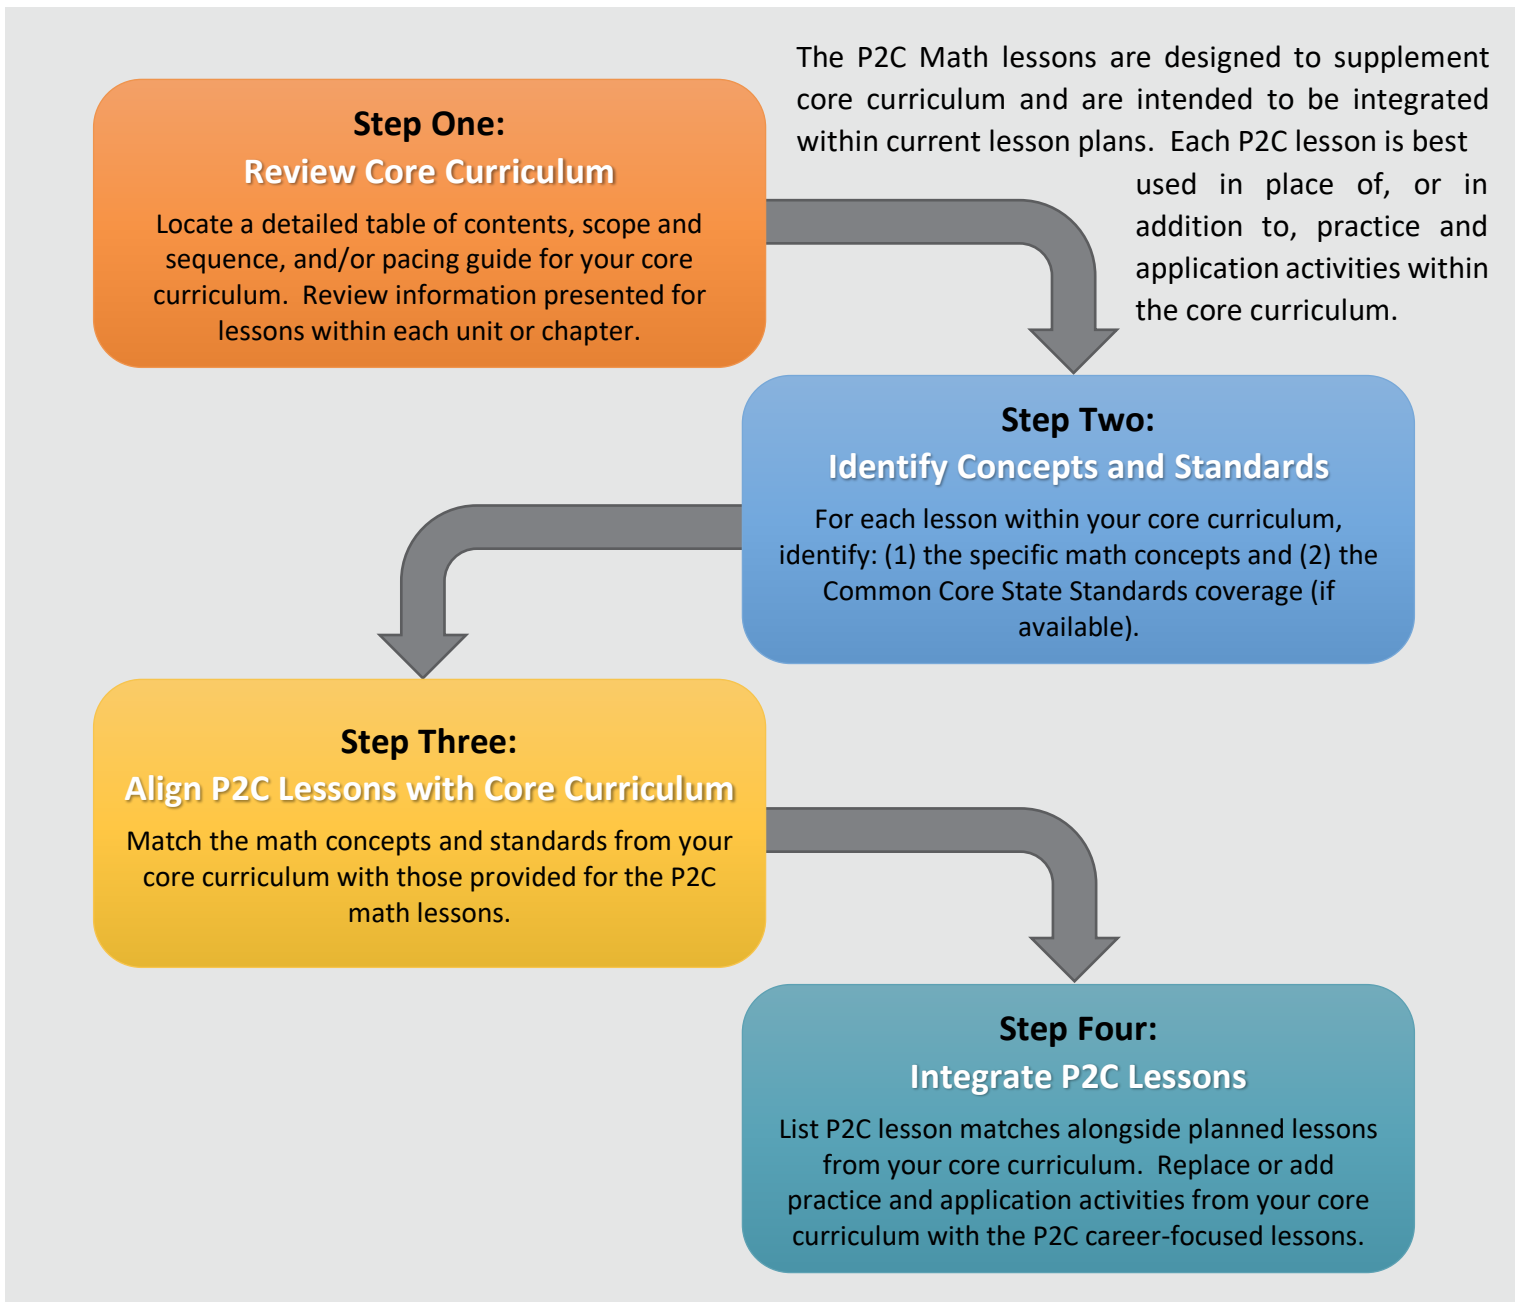 The P2C Math lessons are designed to supplement
core curriculum and are intended to be integrated
within current lesson plans.  Each P2C lesson is best
used in place of, or in
addition to, practice and
application activities within
the core curriculum.
Step One:
Review Core Curriculum
Locate a detailed table of contents, scope and
sequence, and/or pacing guide for your core
curriculum.  Review information presented for
lessons within each unit or chapter.
Step Two:
Identify Concepts and Standards
For each lesson within your core curriculum,
identify: (1) the specific math concepts and (2) the
Common Core State Standards coverage (if
available).
Step Three:
Align P2C Lessons with Core Curriculum
Match the math concepts and standards from your
core curriculum with those provided for the P2C
math lessons.
Step Four:
Integrate P2C Lessons
List P2C lesson matches alongside planned lessons
from your core curriculum.  Replace or add
practice and application activities from your core
curriculum with the P2C career-focused lessons.